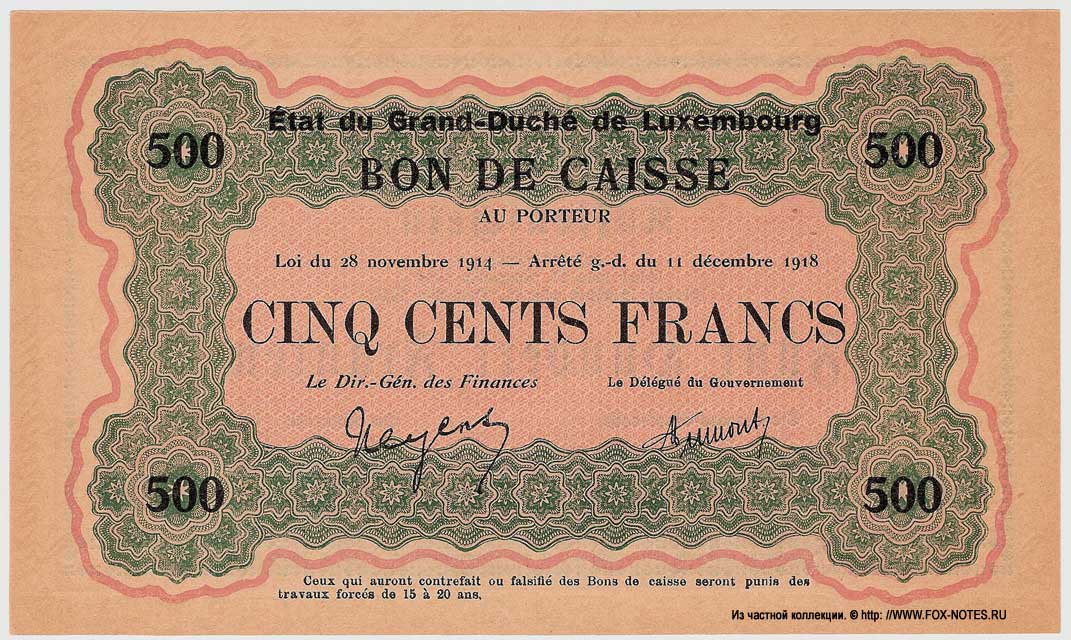 État du Grand-Duché de Luxembourg
500 500
BON DE CAISSE
AU PORTEUR
Loi du 28 novembre 1914 — Arrêté g.-d. du 11 décembre 1918
CINQ CENTS FRANCS
Le Dir.-Gén. des Finances Le Délégué du Gouvernement
Neyens
500 500
Ceux qui auront contrefait ou falsifié des Bons de caisse seront punis des
travaux forcés de 15 à 20 ans.
Из частной коллекции. © http: //WWW.FOX-NOTES.RU